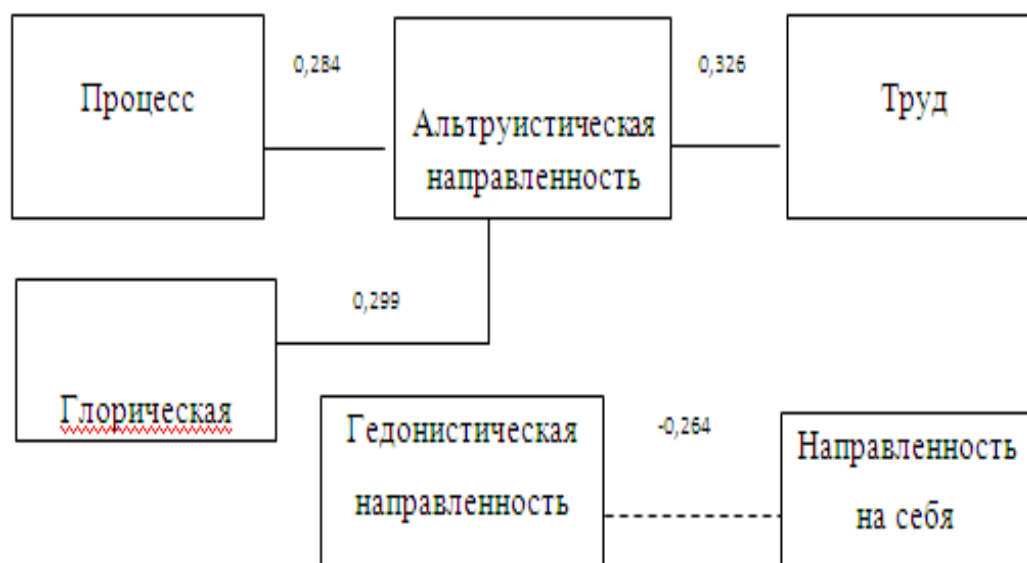 Процесс
0,284
Альтруистическая
направленность
0,326
Труд
0,299
Глорическая
Гедонистическая
направленность
-0,264
Направленность
на себя